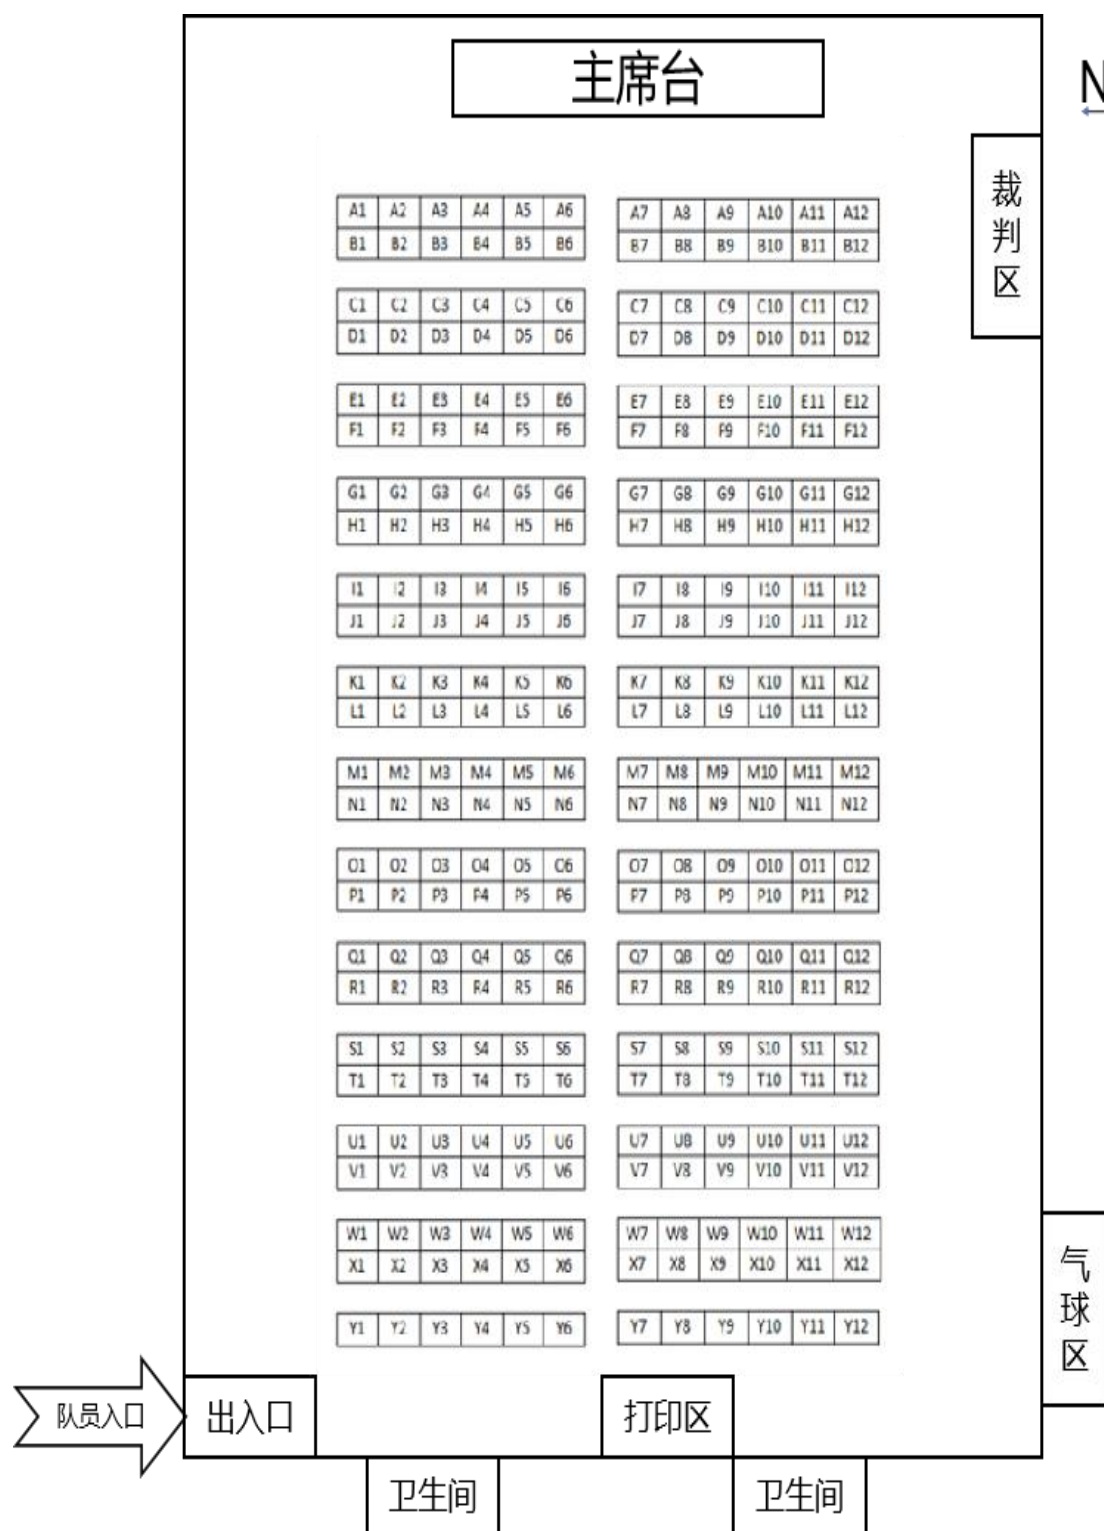 主席台
N
裁判区
A1 A2 A3 A4 A5 A6 A7 A8 A9 A10 A11 A12
B1 B2 B3 B4 B5 B6 B7 B8 B9 B10 B11 B12
C1 C2 C3 C4 C5 C6 C7 C8 C9 C10 C11 C12
D1 D2 D3 D4 D5 D6 D7 D8 D9 D10 D11 D12
E1 E2 E3 E4 E5 E6 E7 E8 E9 E10 E11 E12
F1 F2 F3 F4 F5 F6 F7 F8 F9 F10 F11 F12
G1 G2 G3 G4 G5 G6 G7 G8 G9 G10 G11 G12
H1 H2 H3 H4 H5 H6 H7 H8 H9 H10 H11 H12
I1 I2 I3 I4 I5 I6 I7 I8 I9 I10 I11 I12
J1 J2 J3 J4 J5 J6 J7 J8 J9 J10 J11 J12
K1 K2 K3 K4 K5 K6 K7 K8 K9 K10 K11 K12
L1 L2 L3 L4 L5 L6 L7 L8 L9 L10 L11 L12
M1 M2 M3 M4 M5 M6 M7 M8 M9 M10 M11 M12
N1 N2 N3 N4 N5 N6 N7 N8 N9 N10 N11 N12
O1 O2 O3 O4 O5 O6 O7 O8 O9 O10 O11 O12
P1 P2 P3 P4 P5 P6 P7 P8 P9 P10 P11 P12
Q1 Q2 Q3 Q4 Q5 Q6 Q7 Q8 Q9 Q10 Q11 Q12
R1 R2 R3 R4 R5 R6 R7 R8 R9 R10 R11 R12
S1 S2 S3 S4 S5 S6 S7 S8 S9 S10 S11 S12
T1 T2 T3 T4 T5 T6 T7 T8 T9 T10 T11 T12
U1 U2 U3 U4 U5 U6 U7 U8 U9 U10 U11 U12
V1 V2 V3 V4 V5 V6 V7 V8 V9 V10 V11 V12
W1 W2 W3 W4 W5 W6 W7 W8 W9 W10 W11 W12
X1 X2 X3 X4 X5 X6 X7 X8 X9 X10 X11 X12
Y1 Y2 Y3 Y4 Y5 Y6 Y7 Y8 Y9 Y10 Y11 Y12
气球区
队员入口
出入口
打印区
卫生间
卫生间